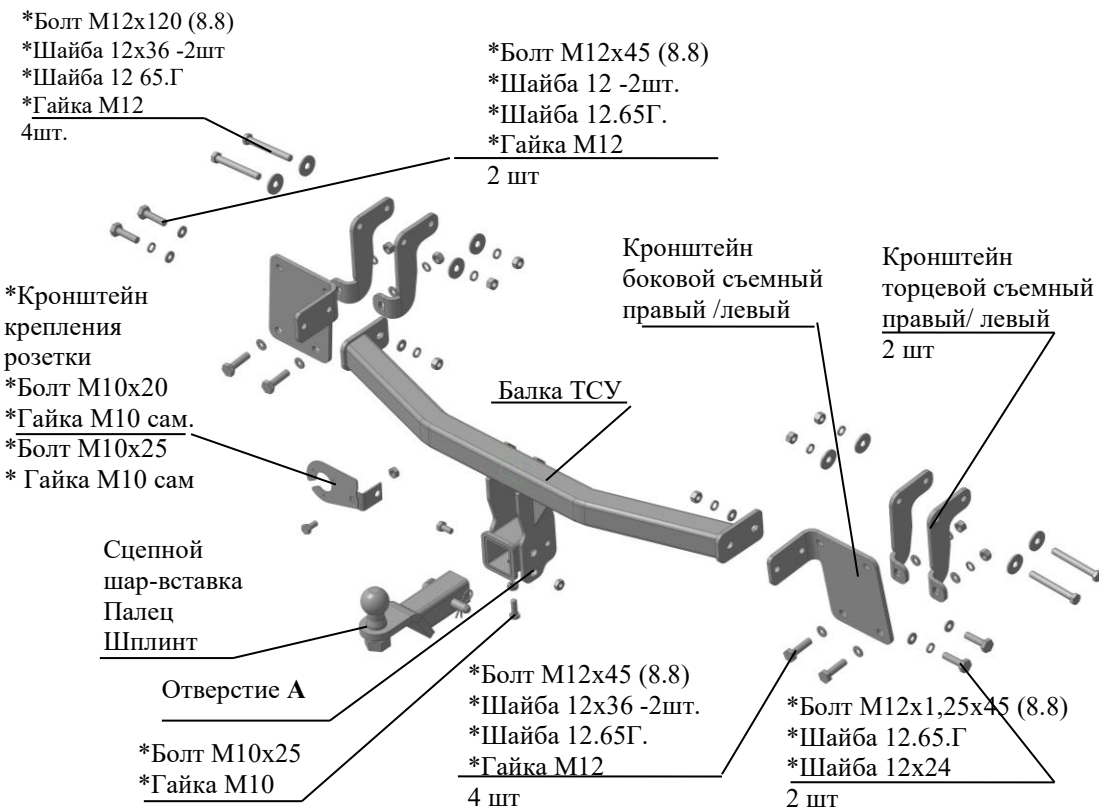 *Болт М12х120 (8.8)
*Шайба 12х36 -2шт
*Шайба 12 65.Г
*Гайка М12
4шт.
*Болт М12х45 (8.8)
*Шайба 12 -2шт.
*Шайба 12.65Г.
*Гайка М12
2 шт
Кронштейн
боковой съемный
правый /левый
Кронштейн
торцевой съемный
правый/ левый
2 шт
*Кронштейн
крепления
розетки
*Болт М10х20
*Гайка М10 сам.
*Болт М10х25
* Гайка М10 сам
Балка ТСУ
Сцепной
шар-вставка
Палец
Шплинт
Отверстие А
*Болт М10х25
*Гайка М10
*Болт М12х45 (8.8)
*Шайба 12х36 -2шт.
*Шайба 12.65Г.
*Гайка М12
4 шт
*Болт М12х1,25х45 (8.8)
*Шайба 12.65.Г
*Шайба 12х24
2 шт